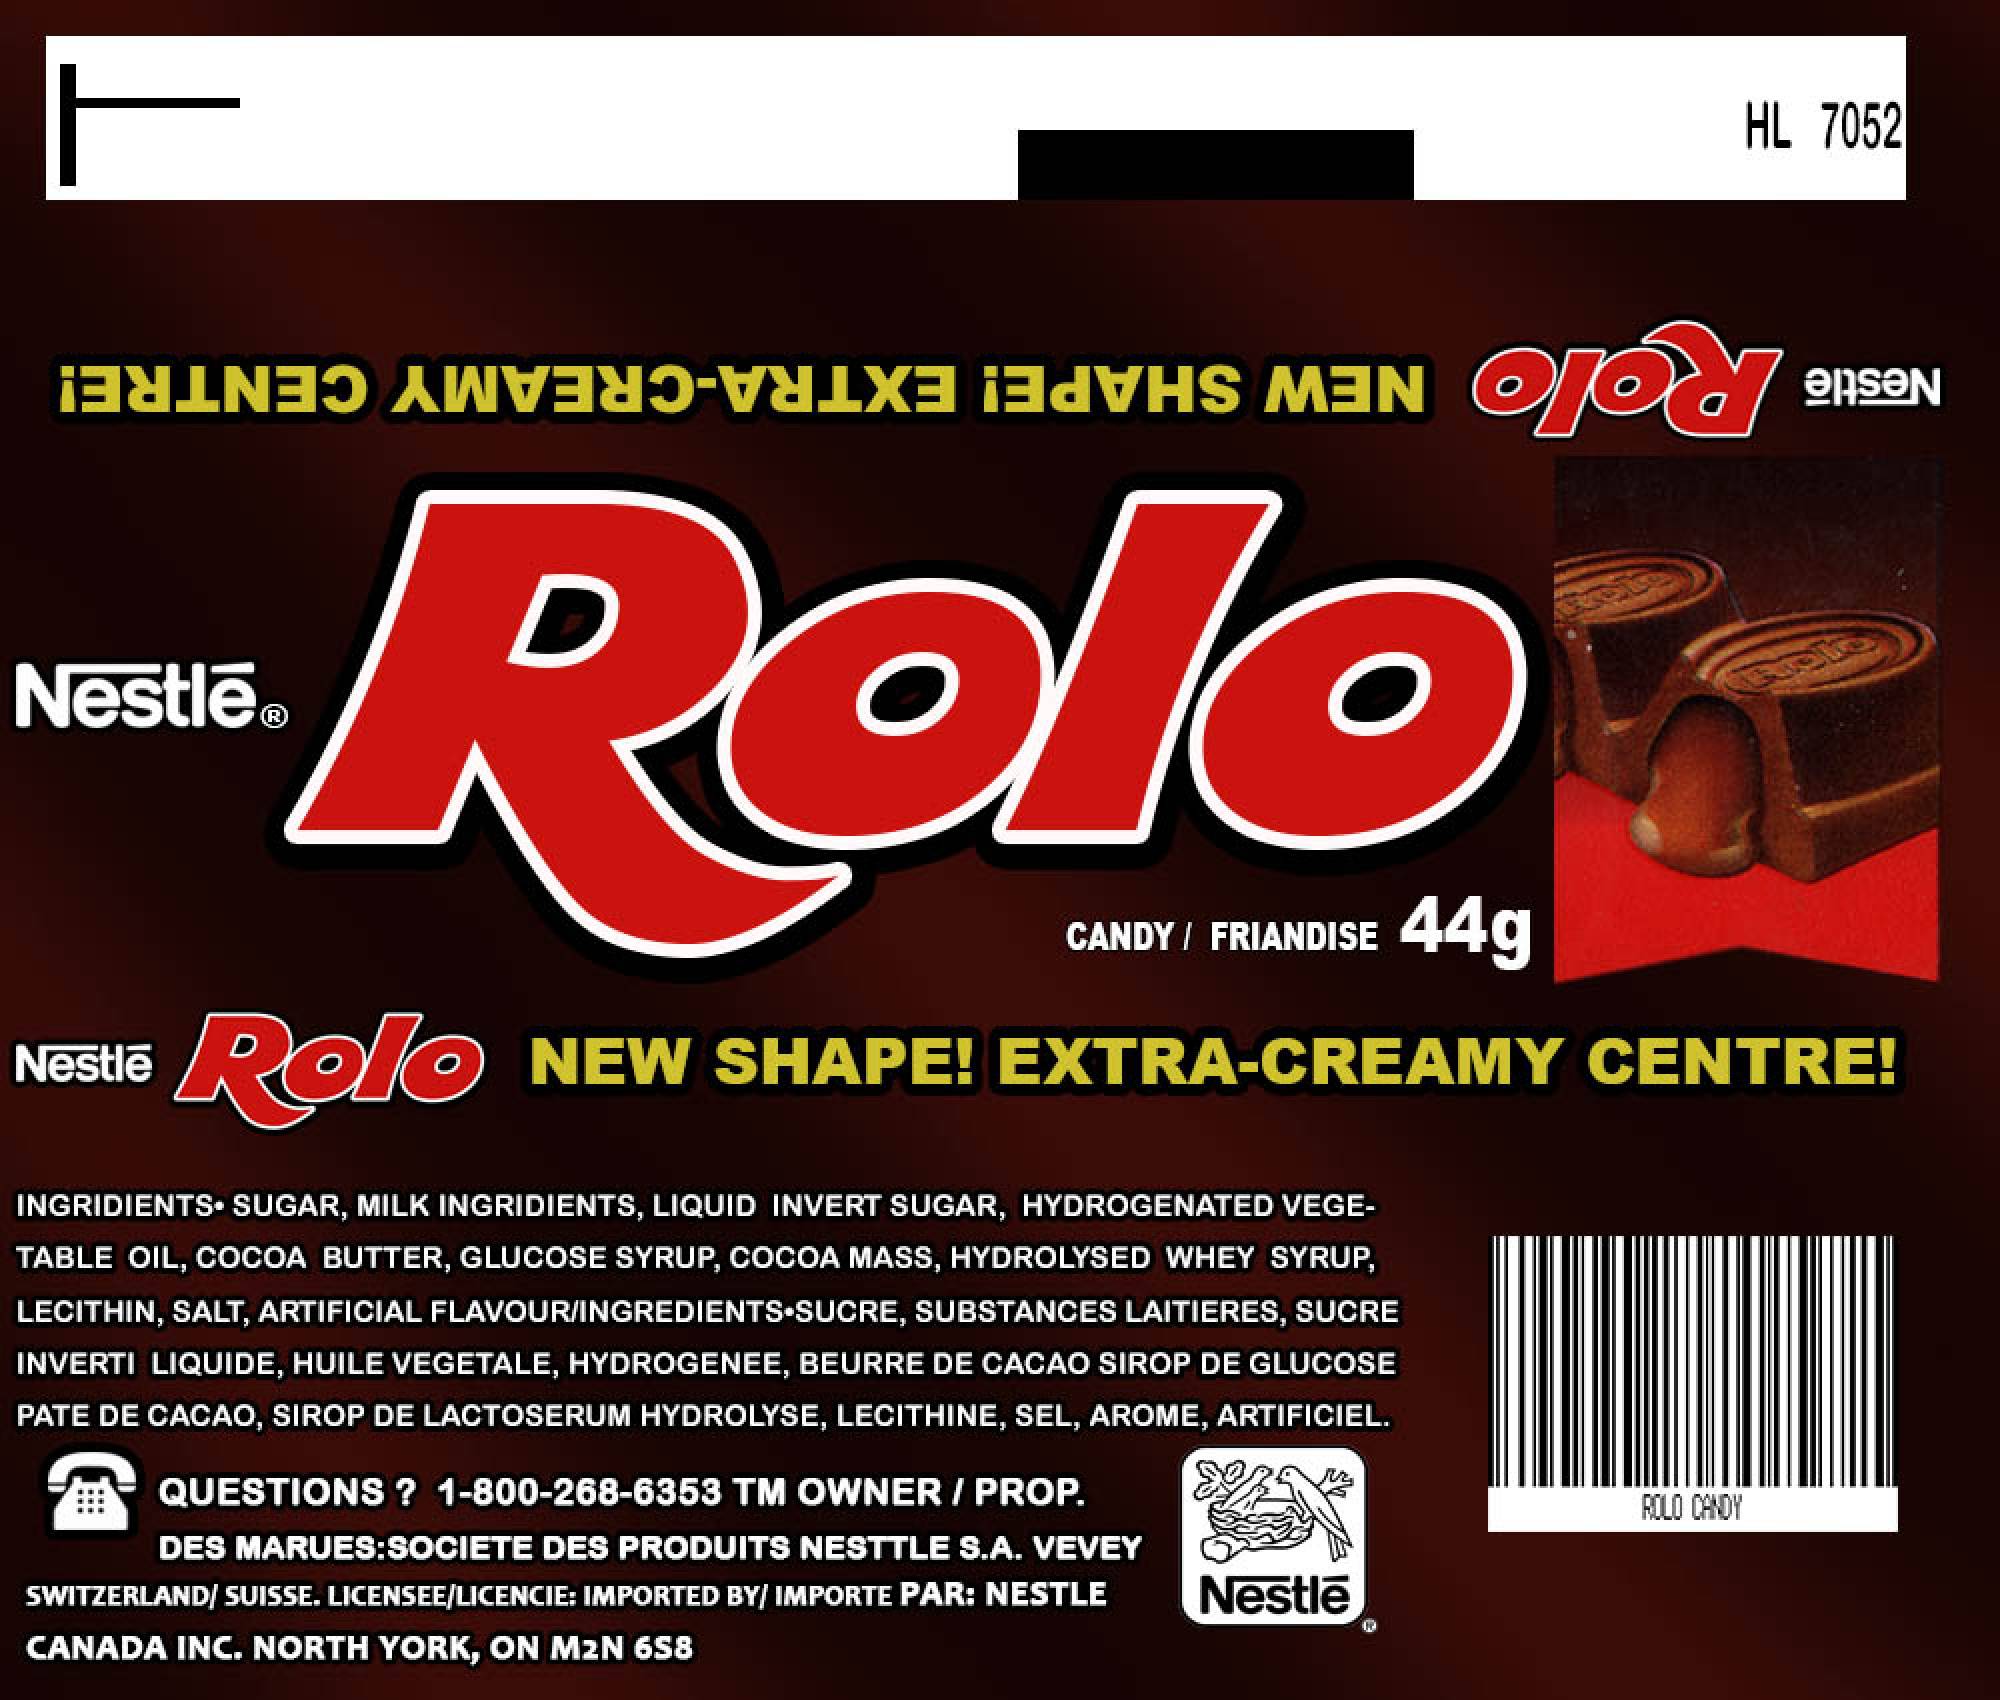 HL 7052
NEW SHAPE! EXTRA-CREAMY CENTRE!
Nestlé Rolo
Nestlé® Rolo
Rolo
Rolo
CANDY / FRIANDISE 44g
Nestlé Rolo NEW SHAPE! EXTRA-CREAMY CENTRE!
INGRIDIENTS• SUGAR, MILK INGRIDIENTS, LIQUID INVERT SUGAR, HYDROGENATED VEGE-
TABLE OIL, COCOA BUTTER, GLUCOSE SYRUP, COCOA MASS, HYDROLYSED WHEY SYRUP,
LECITHIN, SALT, ARTIFICIAL FLAVOUR/INGREDIENTS•SUCRE, SUBSTANCES LAITIERES, SUCRE
INVERTI LIQUIDE, HUILE VEGETALE, HYDROGENEE, BEURRE DE CACAO SIROP DE GLUCOSE
PATE DE CACAO, SIROP DE LACTOSERUM HYDROLYSE, LECITHINE, SEL, AROME, ARTIFICIEL.
QUESTIONS ? 1-800-268-6353 TM OWNER / PROP.
DES MARUES:SOCIETE DES PRODUITS NESTTLE S.A. VEVEY
SWITZERLAND/ SUISSE. LICENSEE/LICENCIE: IMPORTED BY/ IMPORTE PAR: NESTLE
CANADA INC. NORTH YORK, ON M2N 6S8
Nestlé®
ROLO CANDY